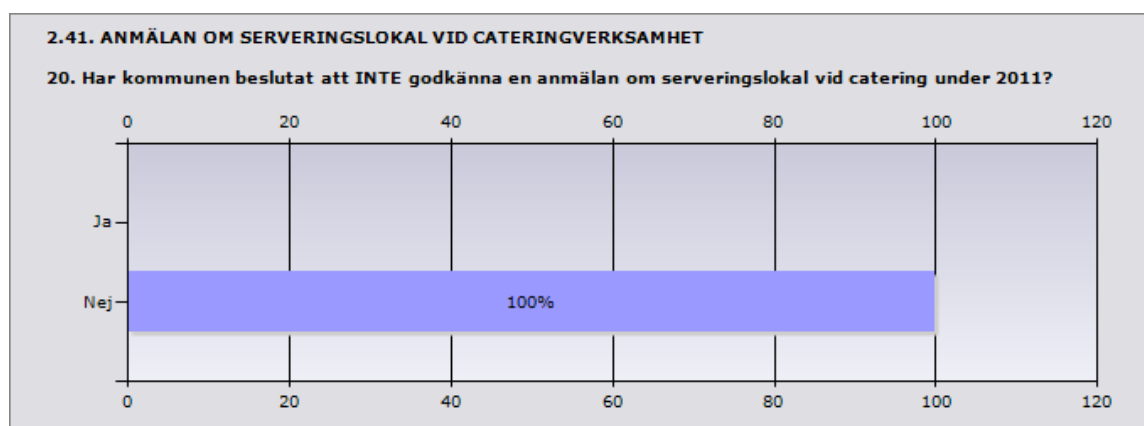 2.41. ANMÄLAN OM SERVERINGSLOKAL VID CATERINGVERKSAMHET
20. Har kommunen beslutat att INTE godkänna en anmälan om serveringslokal vid catering under 2011?
0 20 40 60 80 100 120
Ja
Nej 100%
0 20 40 60 80 100 120